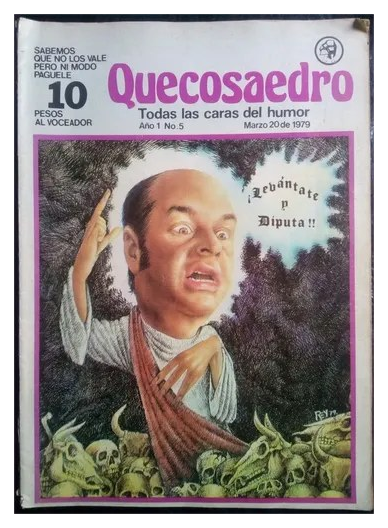 SABEMOS
QUE NO LOS VALE
PERO NI MODO
PAGUELE
10
PESOS
AL VOCEADOR
Quecosaedro
Todas las caras del humor
Año 1 No. 5 Marzo 20 de 1979
¡Levántate
y
Diputa!!